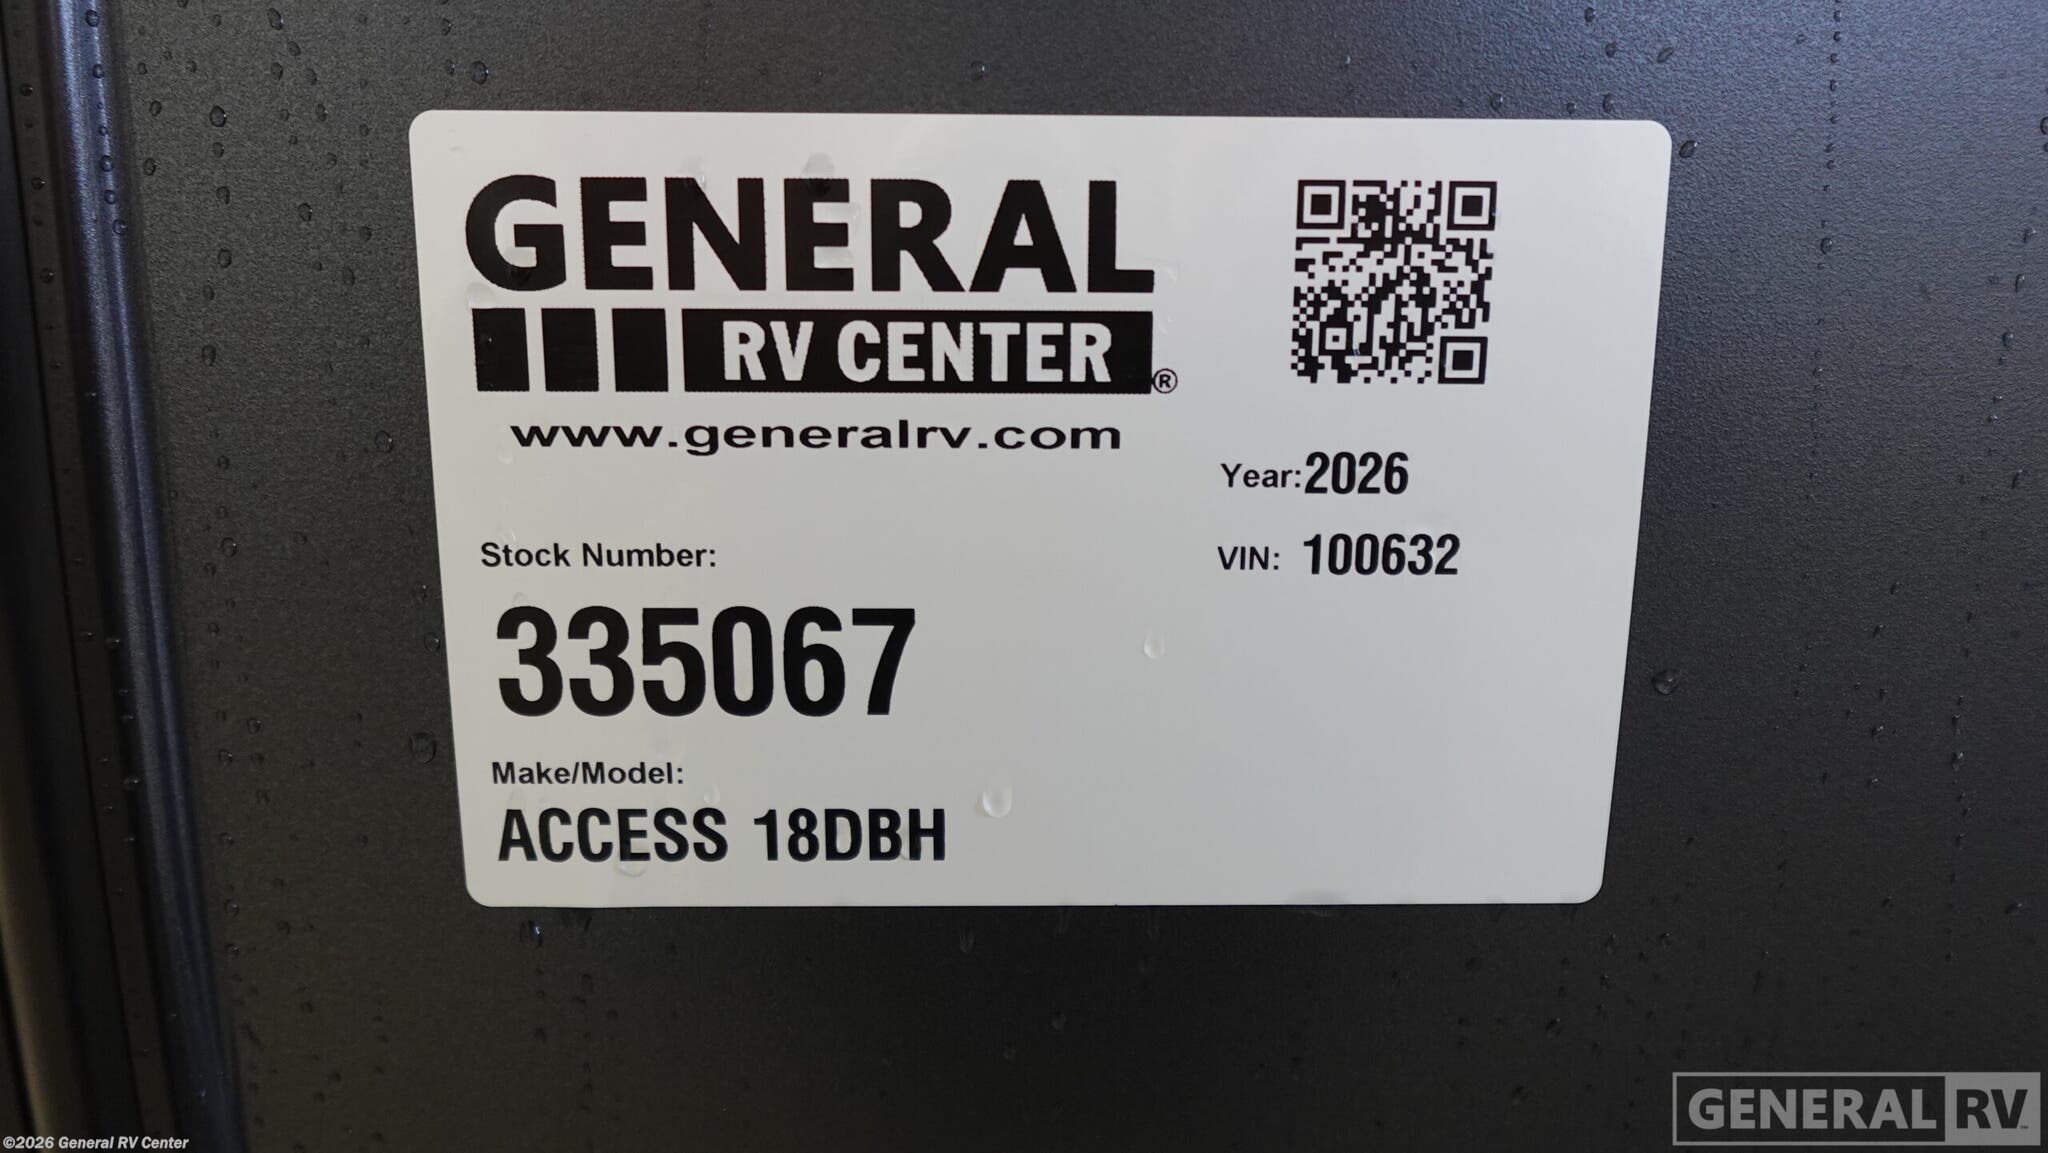 GENERAL
RV CENTER®
www.generalrv.com
Year: 2026
VIN: 100632
Stock Number:
335067
Make/Model:
ACCESS 18DBH
©2026 General RV Center
GENERAL RV™